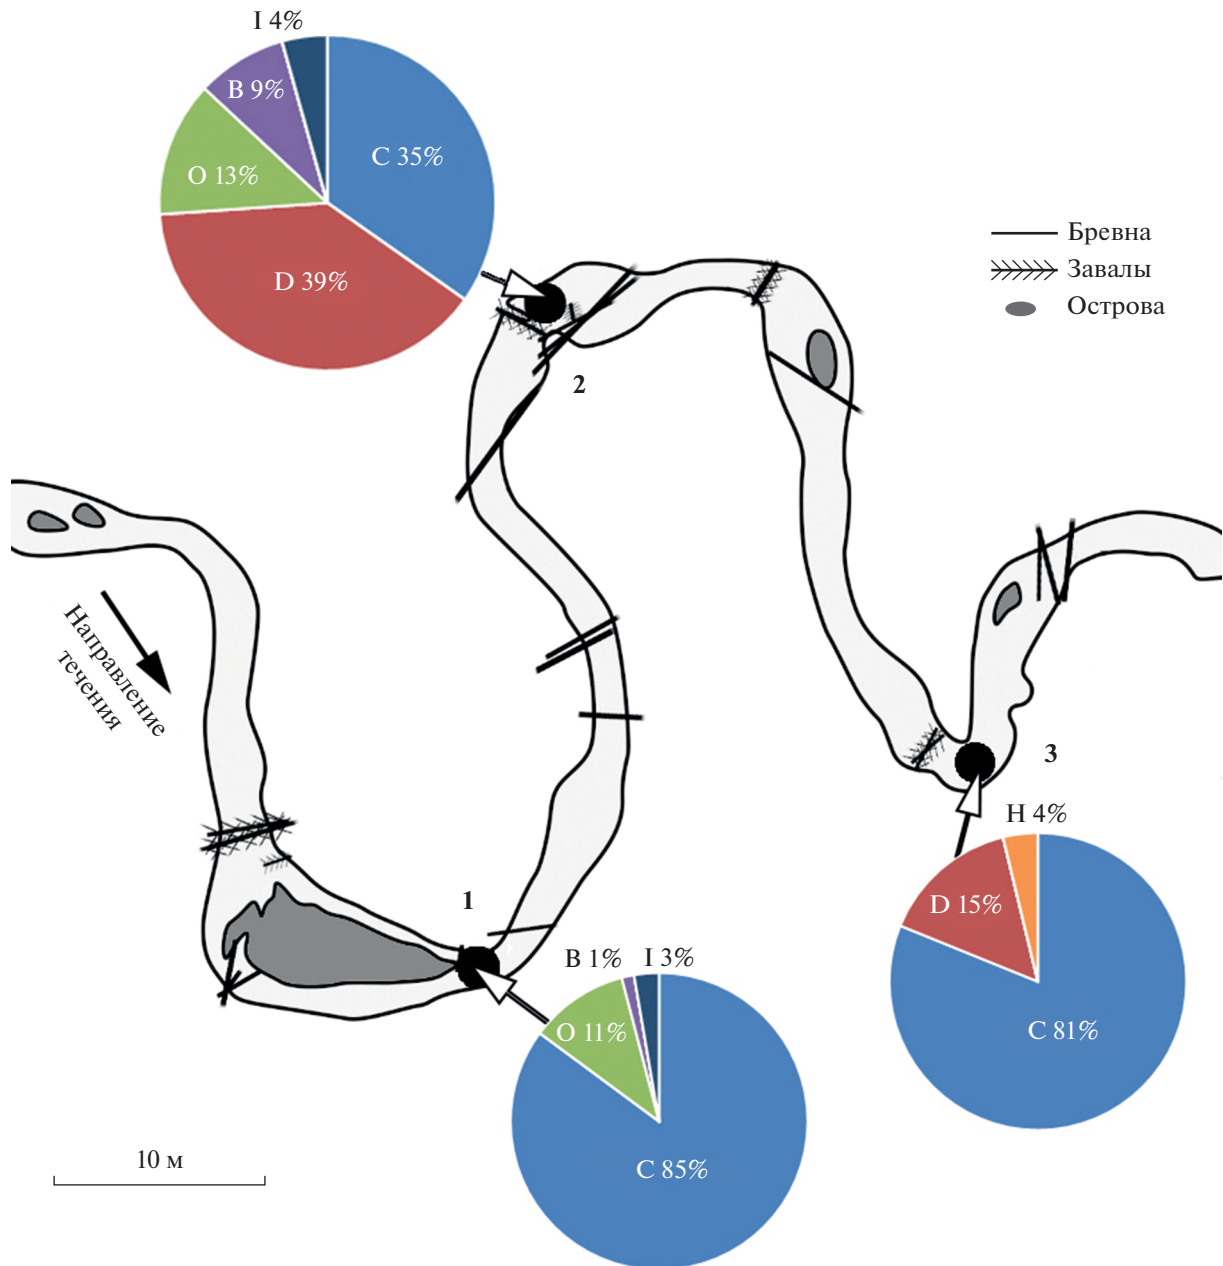 I 4%
B 9%
C 35%
O 13%
D 39%
Бревна
Завалы
Острова
2
Направление
течения
3
H 4%
1
D 15%
B 1%
I 3%
O 11%
C 81%
10 м
C 85%